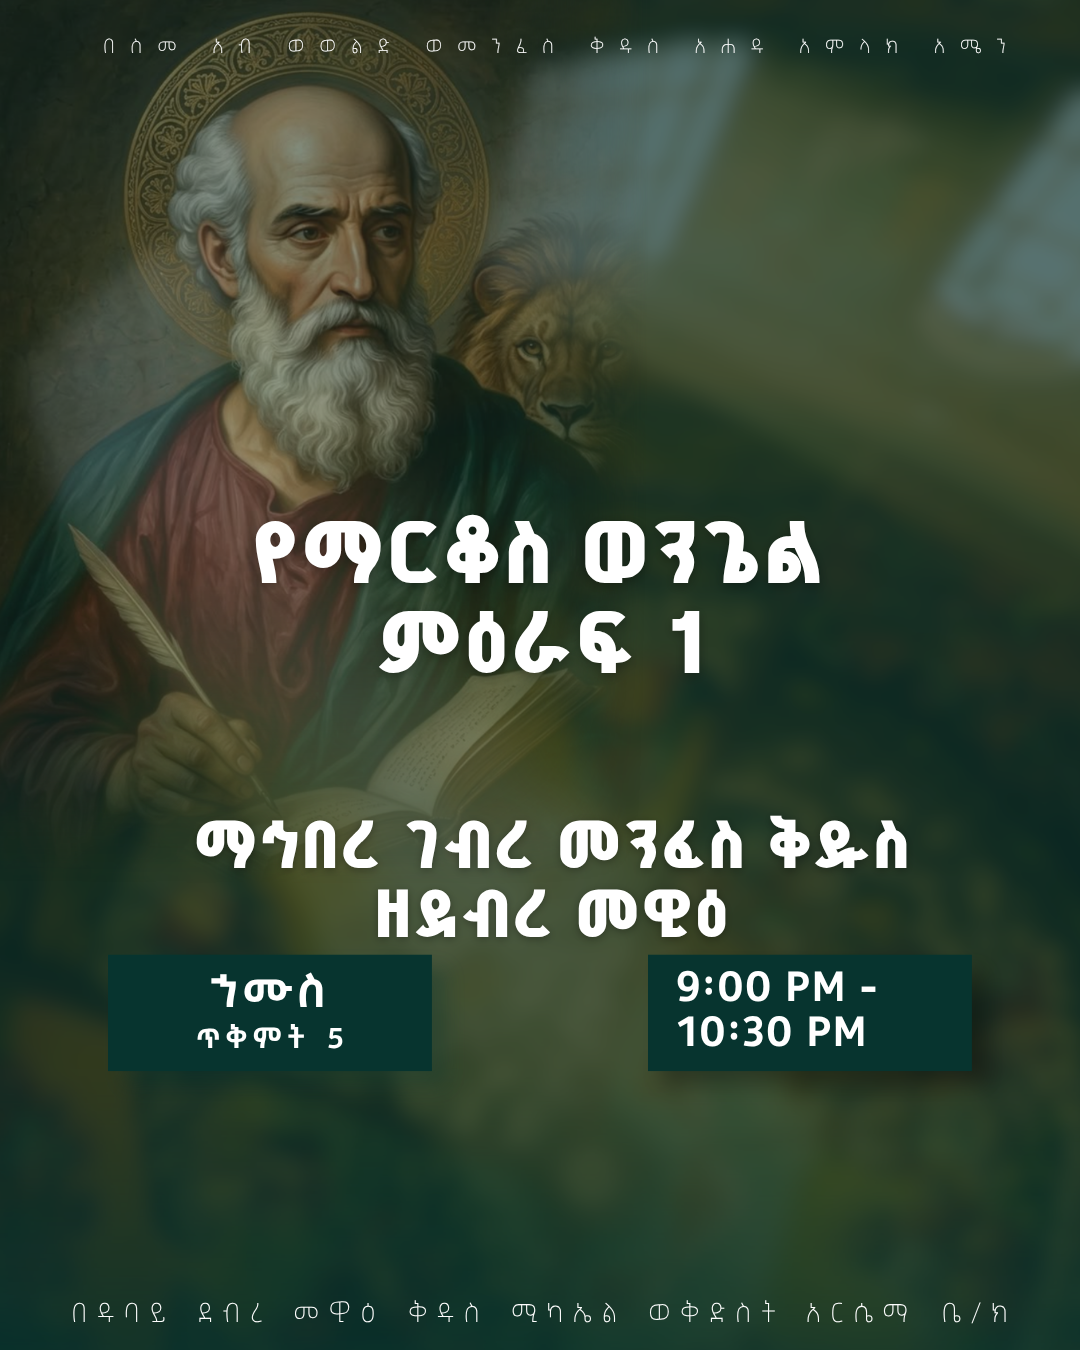 በስመ አብ ወወልድ ወመንፈስ ቅዱስ አሐዱ አምላክ አሜን
የማርቆስ ወንጌል
ምዕራፍ 1
ማኅበረ ገብረ መንፈስ ቅዱስ
ዘደብረ መዊዕ
ኀሙስ
ጥቅምት 5
9:00 PM -
10:30 PM
በዱባይ ደብረ መዊዕ ቅዱስ ሚካኤል ወቅድስት አርሴማ ቤ/ክ